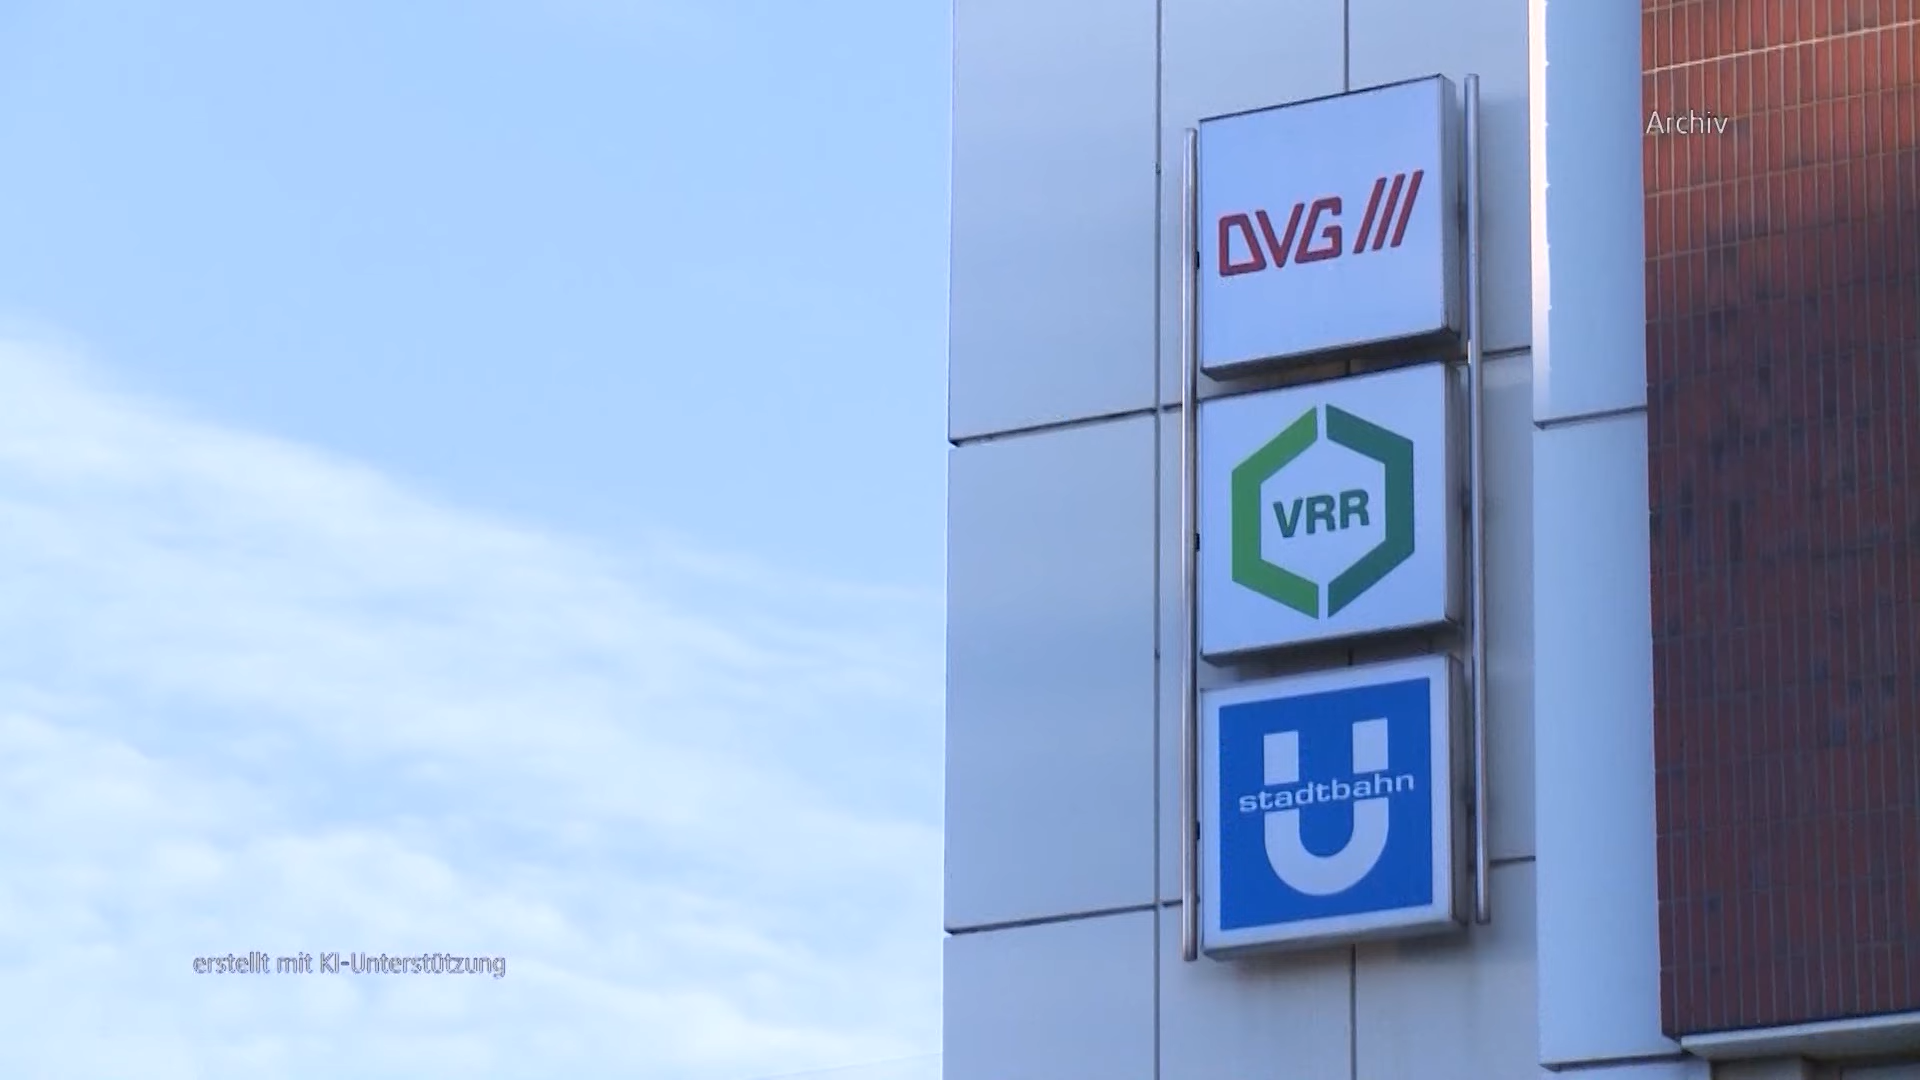 Archiv
DVG
VRR
stadtbahn
U
erstellt mit KI-Unterstützung